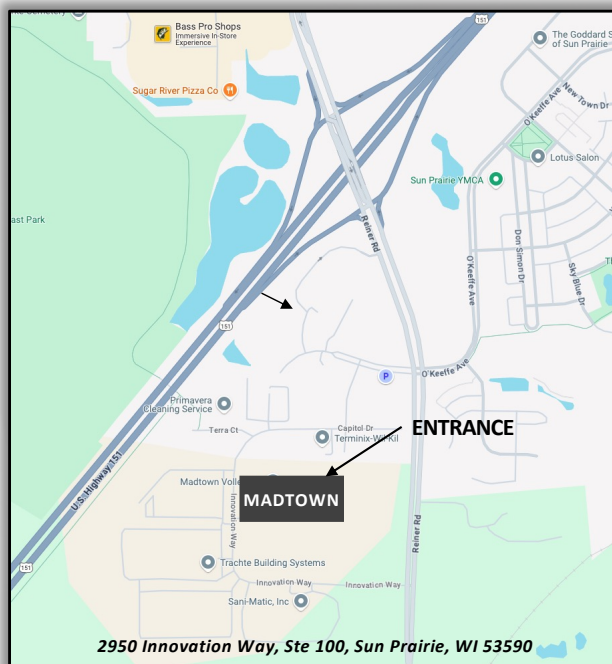 Bass Pro Shops
Immersive In-Store
Experience
151
The Goddard S
of Sun Prairie
Sugar River Pizza Co
New Town Dr
O'Keeffe Ave
Lotus Salon
Sun Prairie YMCA
ast Park
Reiner Rd
Don Simon Dr
Sky Blue Dr
O'Keeffe Ave
151
P
O'Keeffe Ave
Primavera
Cleaning Service
Terra Ct
Capitol Dr
Terminix-Wil-Kil
ENTRANCE
U.S. Highway 151
Madtown Volle
MADTOWN
Innovation Way
Reiner Rd
Trachte Building Systems
151
Innovation Way
Innovation Way
Sani-Matic, Inc
2950 Innovation Way, Ste 100, Sun Prairie, WI 53590